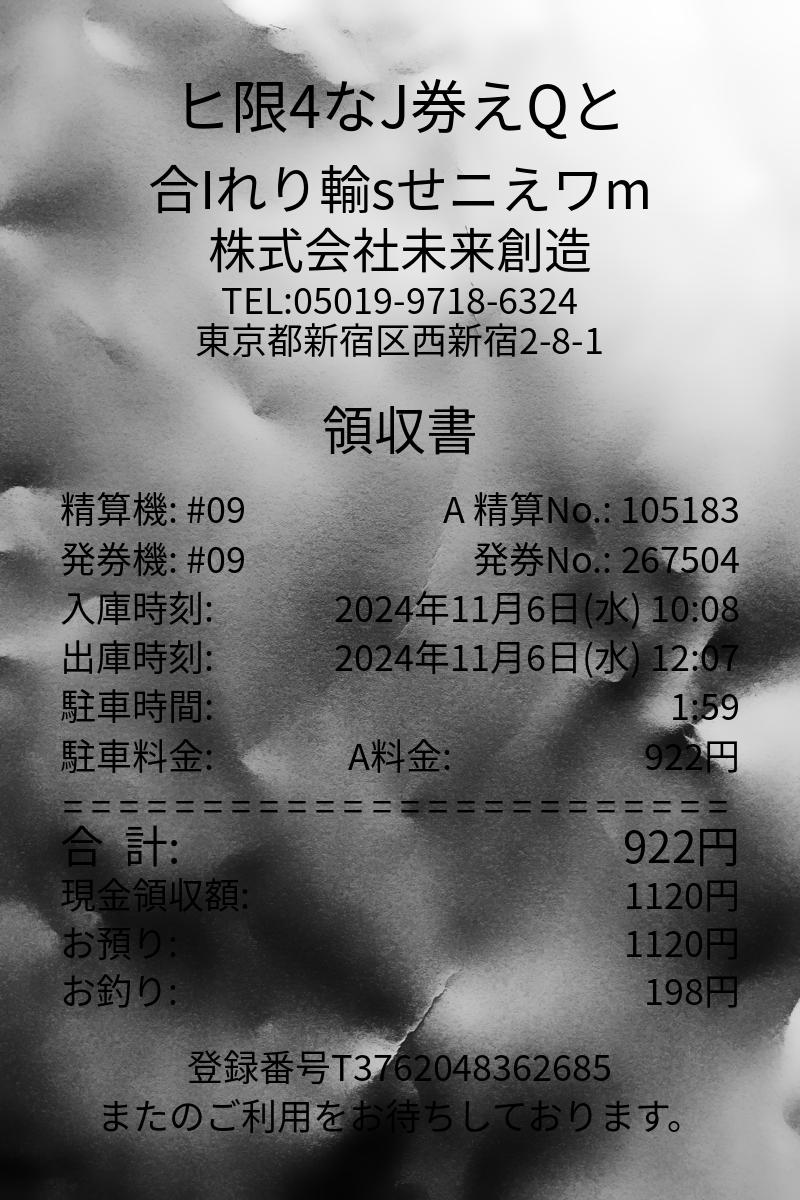 ヒ限4なJ券えQと
合Iれり輸sせニえワm
株式会社未来創造
TEL:05019-9718-6324
東京都新宿区西新宿2-8-1
領収書
精算機: #09 A 精算No.: 105183
発券機: #09 発券No.: 267504
入庫時刻: 2024年11月6日(水) 10:08
出庫時刻: 2024年11月6日(水) 12:07
駐車時間: 1:59
駐車料金: A料金: 922円
========================
合 計: 922円
現金領収額: 1120円
お預り: 1120円
お釣り: 198円
登録番号T3762048362685
またのご利用をお待ちしております。